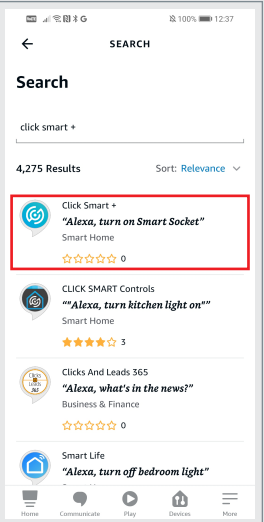 100% 12:37
SEARCH
Search
click smart +
4,275 Results Sort: Relevance
Click Smart +
“Alexa, turn on Smart Socket”
Smart Home
0
CLICK SMART Controls
“"Alexa, turn kitchen light on"”
Smart Home
3
Clicks And Leads 365
Clicks
Leads
365
“Alexa, what's in the news?”
Business & Finance
0
Smart Life
“Alexa, turn off bedroom light”
Home Communicate Play Devices More